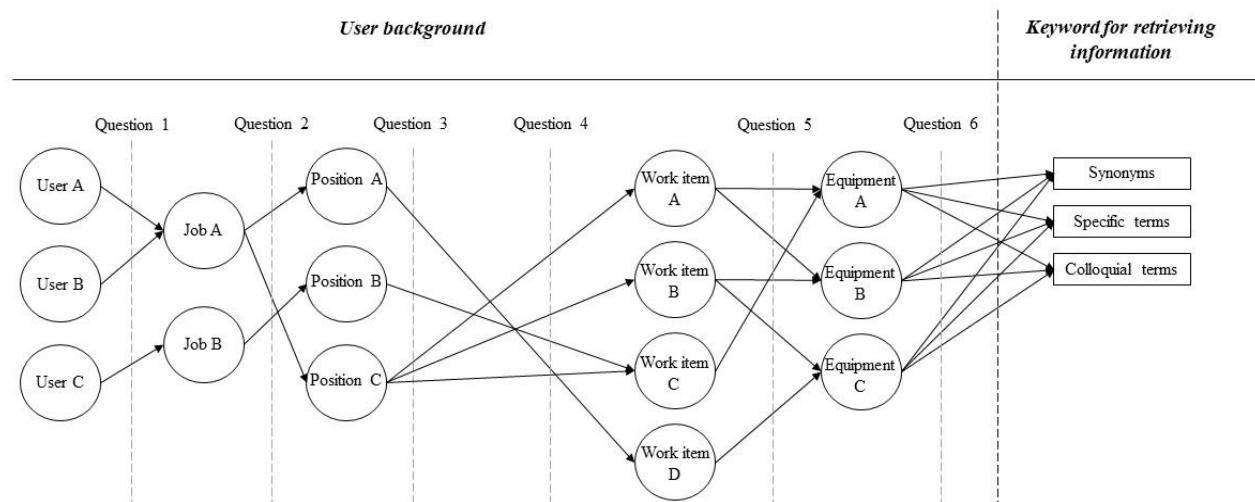 User background
Keyword for retrieving
information
Question 1
Question 2
Question 3
Question 4
Question 5
Question 6
User A
User B
User C
Job A
Job B
Position A
Position B
Position C
Work item
A
Work item
B
Work item
C
Work item
D
Equipment
A
Equipment
B
Equipment
C
Synonyms
Specific terms
Colloquial terms